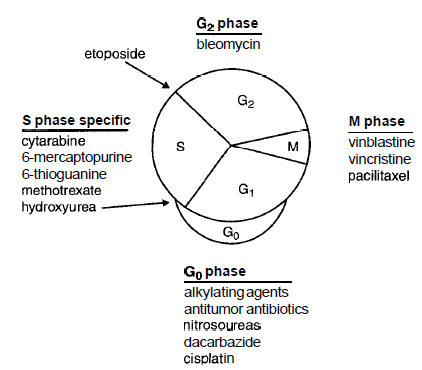 G2 phase
bleomycin
etoposide
G2
S phase specific
cytarabine
6-mercaptopurine
6-thioguanine
methotrexate
hydroxyurea
S
M
M phase
vinblastine
vincristine
pacilitaxel
G1
G0
G0 phase
alkylating agents
antitumor antibiotics
nitrosoureas
dacarbazide
cisplatin